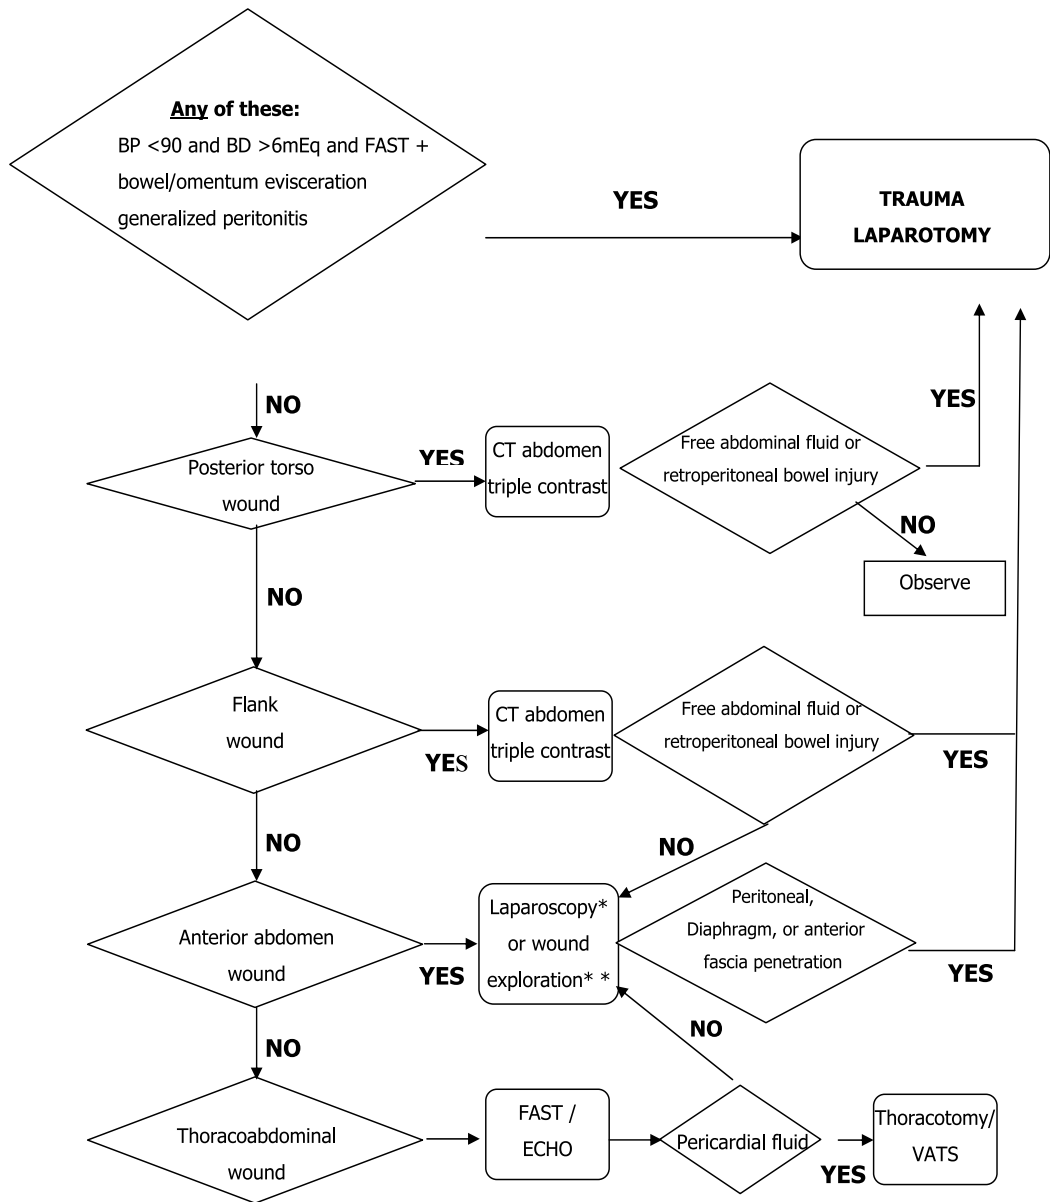 Any of these:
BP <90 and BD >6mEq and FAST +
bowel/omentum evisceration
generalized peritonitis
YES
TRAUMA
LAPAROTOMY
NO
Posterior torso
wound
YES
CT abdomen
triple contrast
Free abdominal fluid or
retroperitoneal bowel injury
YES
NO
Observe
NO
Flank
wound
YES
CT abdomen
triple contrast
Free abdominal fluid or
retroperitoneal bowel injury
YES
NO
NO
Anterior abdomen
wound
YES
Laparoscopy*
or wound
exploration* *
Peritoneal,
Diaphragm, or anterior
fascia penetration
YES
NO
NO
Thoracoabdominal
wound
FAST /
ECHO
Pericardial fluid
YES
Thoracotomy/
VATS